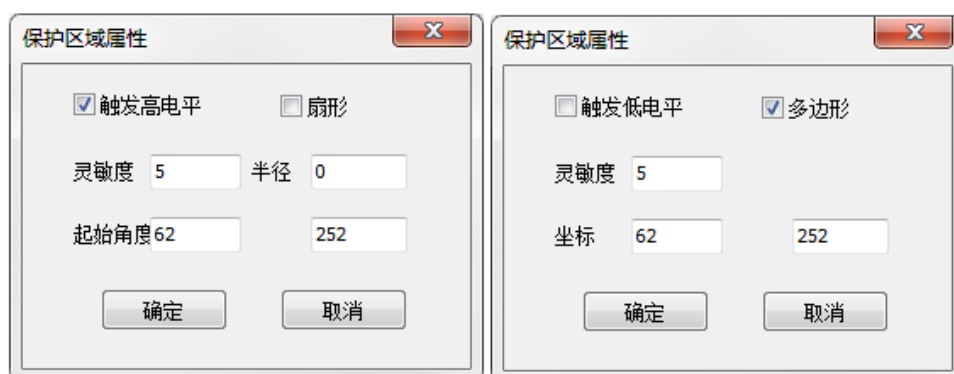 保护区域属性
触发高电平 扇形
灵敏度 5 半径 0
起始角度 62 252
确定 取消
保护区域属性
触发低电平 多边形
灵敏度 5
坐标 62 252
确定 取消